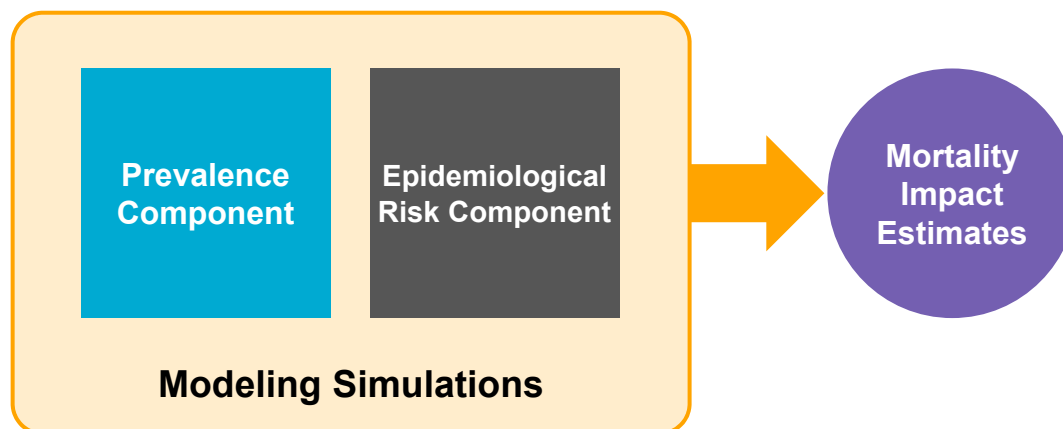 Prevalence
Component
Epidemiological
Risk Component
Modeling Simulations
Mortality
Impact
Estimates